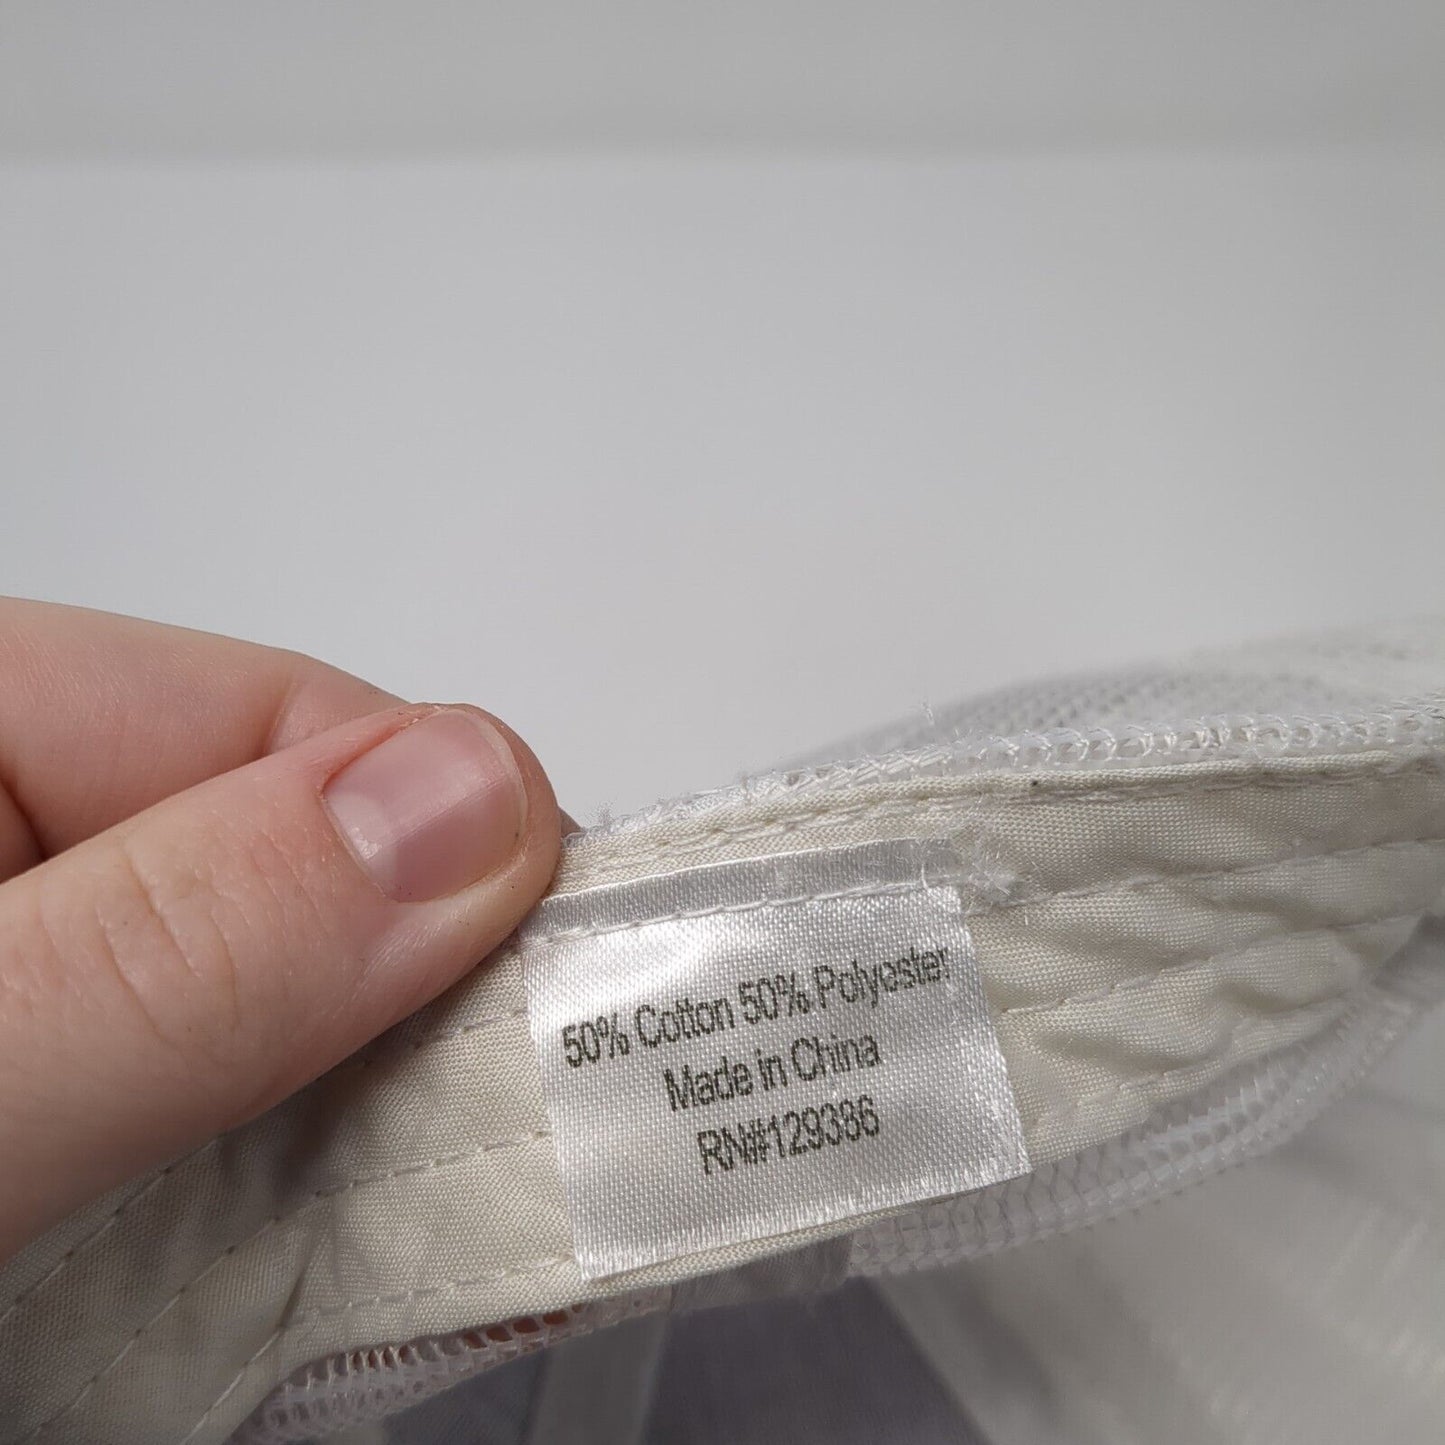 50% Cotton 50% Polyester
Made in China
RN#129386